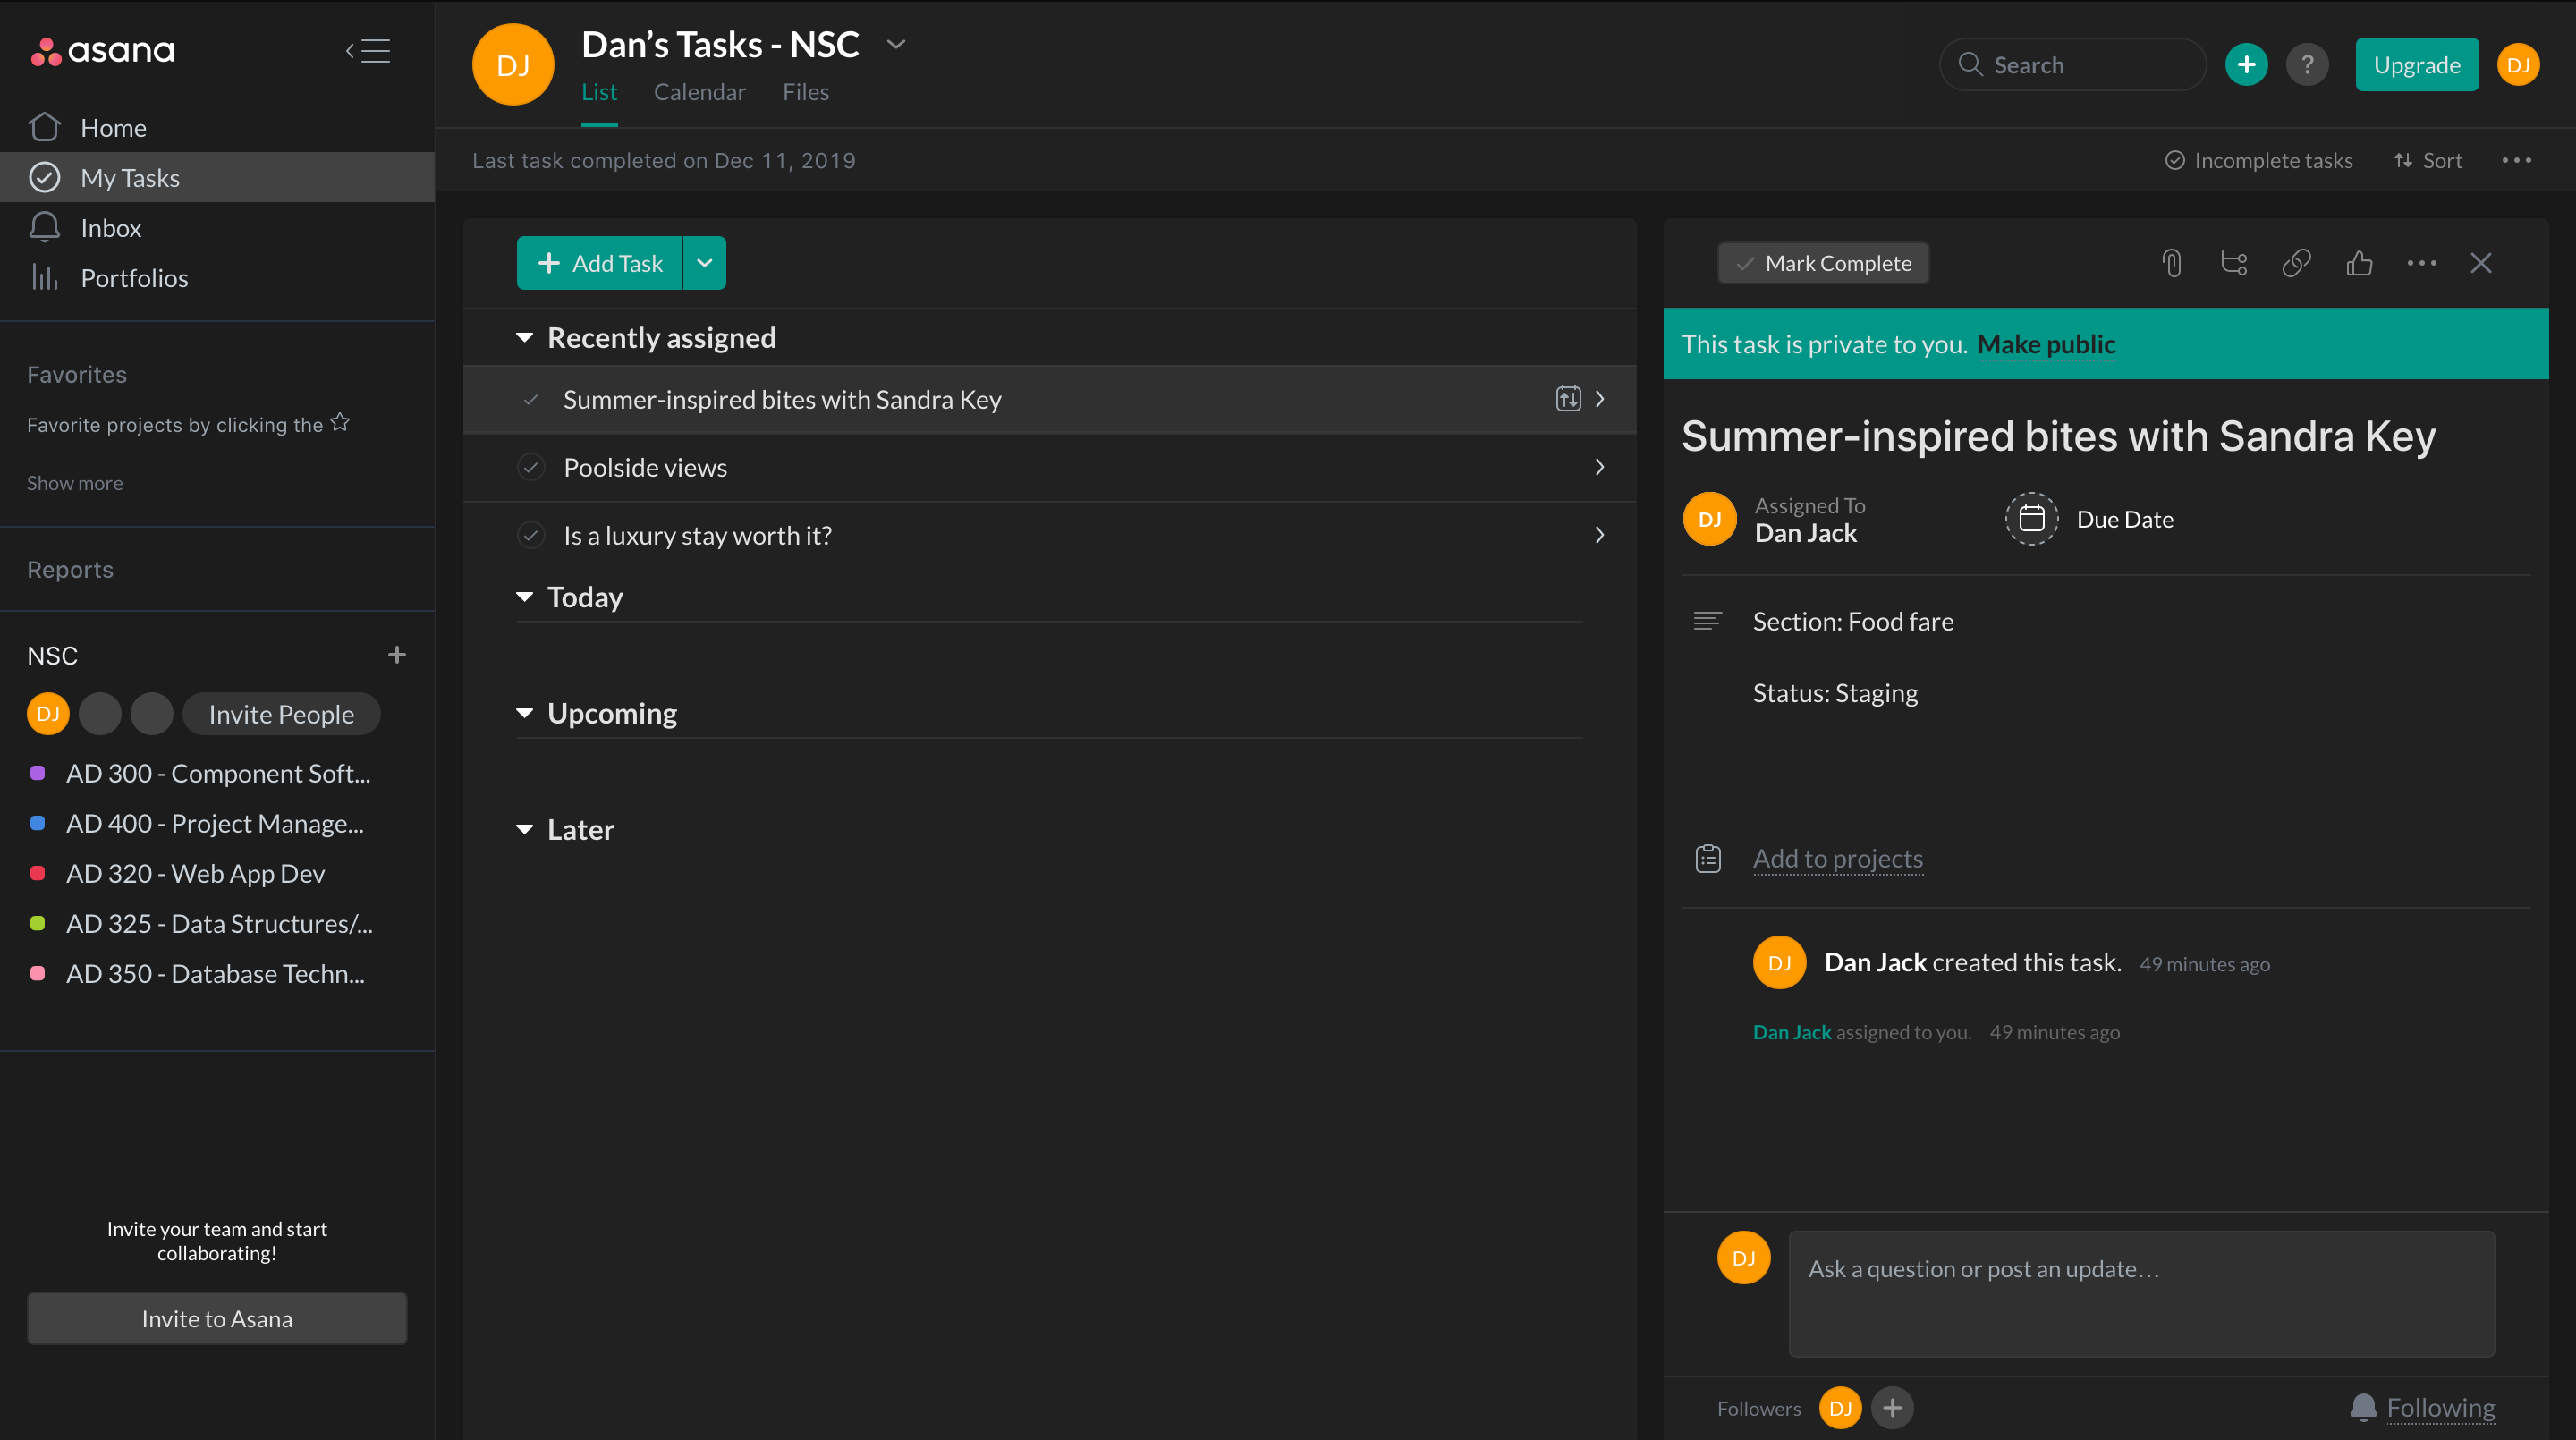 asana
Home
My Tasks
Inbox
Portfolios
Favorites
Favorite projects by clicking the
Show more
Reports
NSC
DJ
Invite People
AD 300 - Component Soft...
AD 400 - Project Manage...
AD 320 - Web App Dev
AD 325 - Data Structures/...
AD 350 - Database Techn...
Invite your team and start
collaborating!
Invite to Asana
DJ
Dan’s Tasks - NSC
List Calendar Files
Search
?
Upgrade
DJ
Last task completed on Dec 11, 2019
Incomplete tasks
Sort
Add Task
Recently assigned
Summer-inspired bites with Sandra Key
Poolside views
Is a luxury stay worth it?
Today
Upcoming
Later
Mark Complete
This task is private to you. Make public
Summer-inspired bites with Sandra Key
DJ
Assigned To
Dan Jack
Due Date
Section: Food fare
Status: Staging
Add to projects
DJ
Dan Jack created this task. 49 minutes ago
Dan Jack assigned to you. 49 minutes ago
DJ
Ask a question or post an update...
Followers
DJ
Following